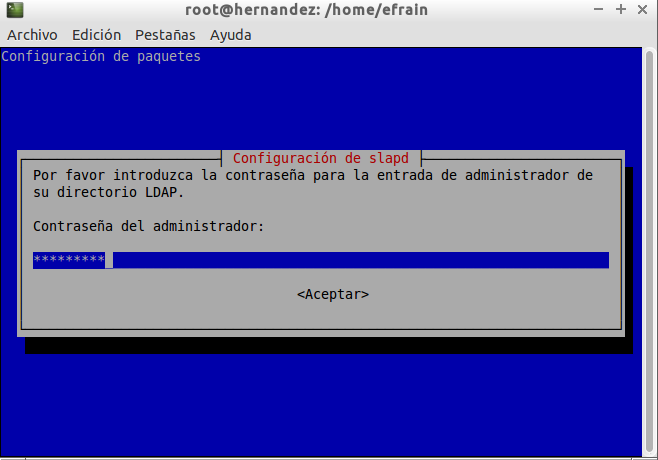 root@hernandez: /home/efrain
Archivo Edición Pestañas Ayuda
Configuración de paquetes
Configuración de slapd
Por favor introduzca la contraseña para la entrada de administrador de
su directorio LDAP.
Contraseña del administrador:
*********
<Aceptar>